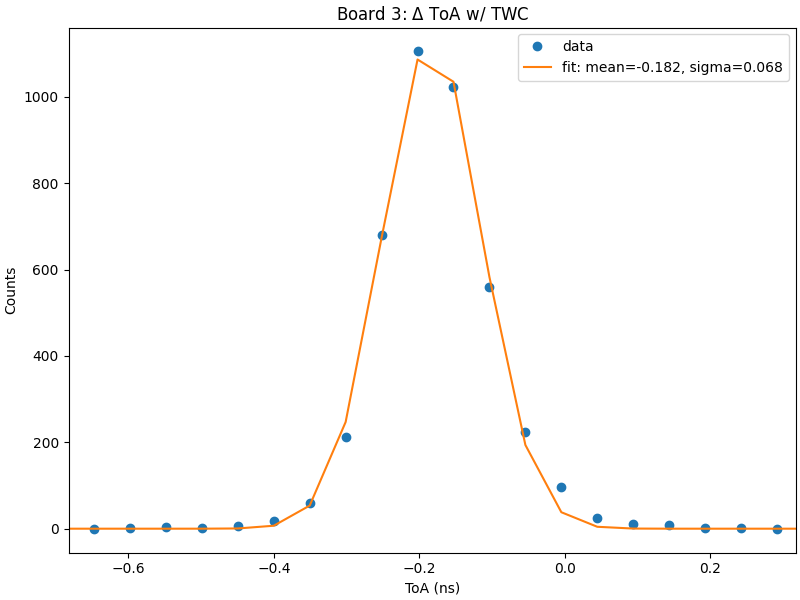 Board 3: Δ ToA w/ TWC
data
fit: mean=-0.182, sigma=0.068
Counts
1000
800
600
400
200
0
−0.6
−0.4
−0.2
0.0
0.2
ToA (ns)